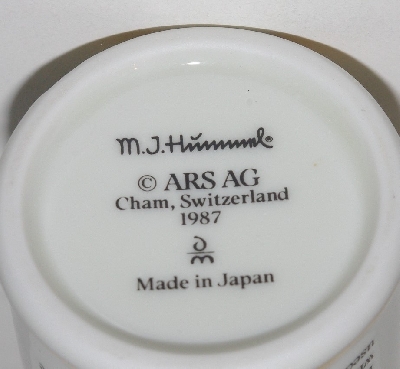 M.J.Hummel®
© ARS AG
Cham, Switzerland
1987
Made in Japan